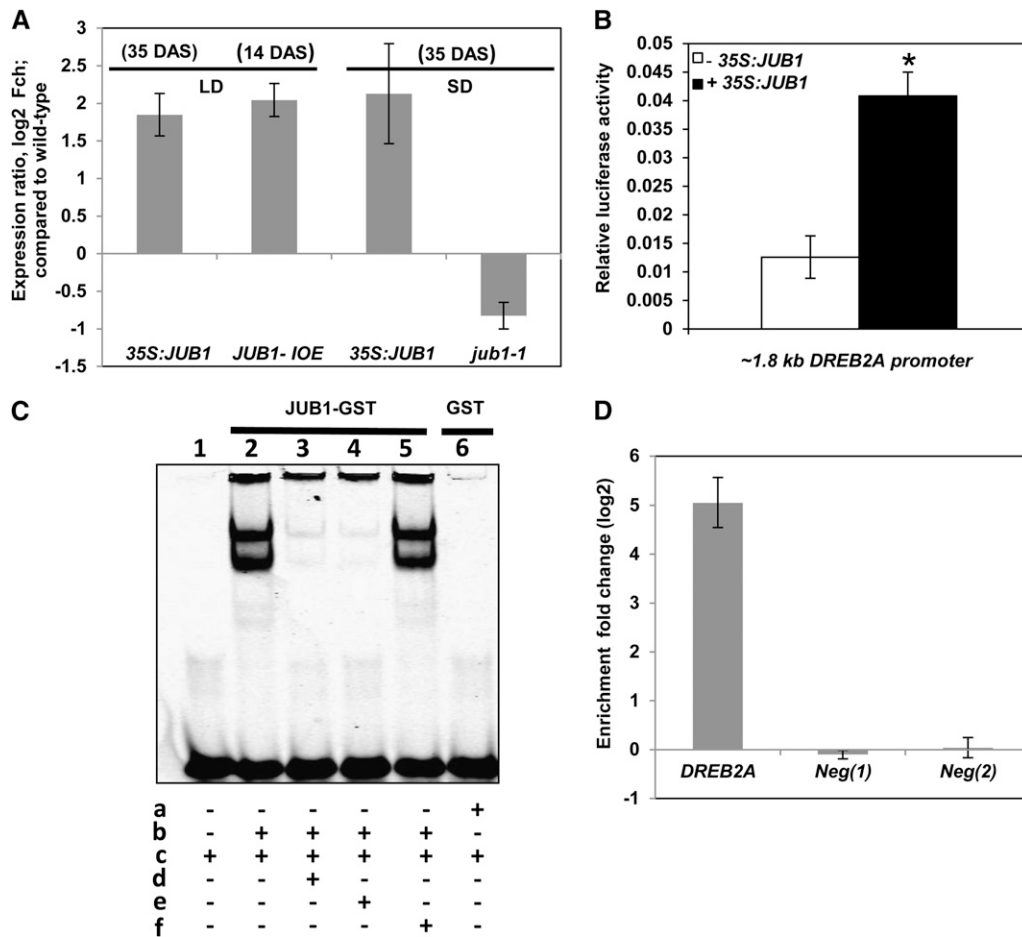 A
Expression ratio, log2 Fch;
compared to wild-type
3
2.5
2
1.5
1
0.5
0
-0.5
-1
-1.5
(35 DAS) (14 DAS) (35 DAS)
LD SD
35S:JUB1 JUB1- IOE 35S:JUB1 jub1-1
B
Relative luciferase activity
0.05
0.045
0.04
0.035
0.03
0.025
0.02
0.015
0.01
0.005
0
- 35S:JUB1
+ 35S:JUB1
*
~1.8 kb DREB2A promoter
C
JUB1-GST GST
1 2 3 4 5 6
a - - - - - +
b - + + + + -
c + + + + + +
d - - + - - -
e - - - + - -
f - - - - + -
D
Enrichment fold change (log2)
6
5
4
3
2
1
0
-1
DREB2A Neg(1) Neg(2)